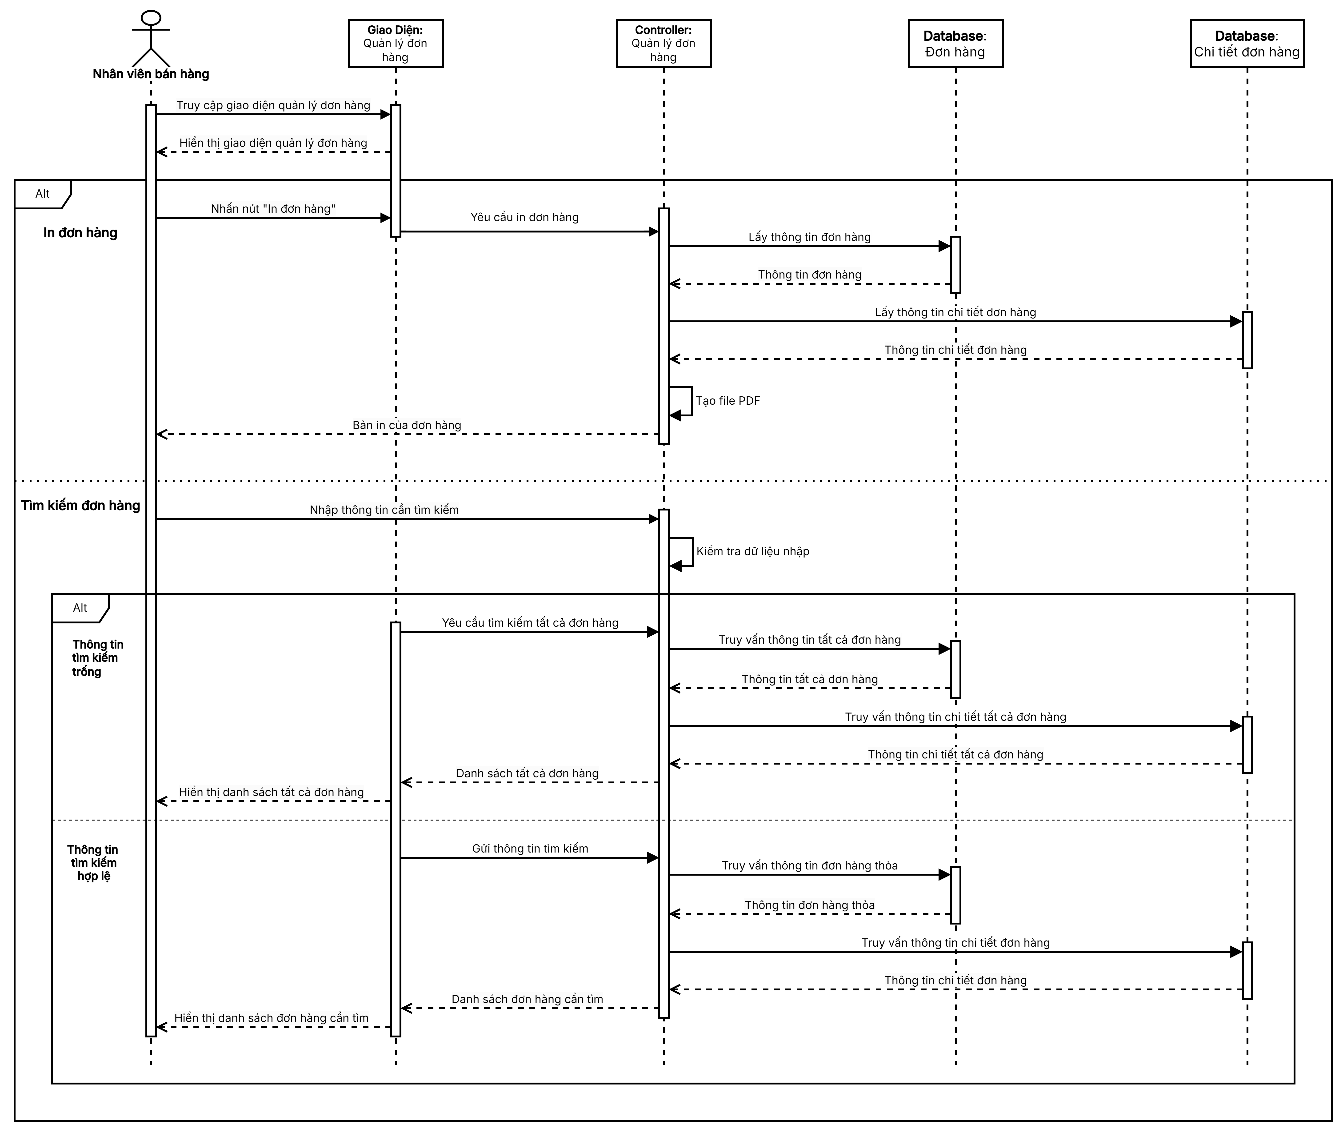 Nhân viên bán hàng
Giao Diện:
Quản lý đơn
hàng
Controller:
Quản lý đơn
hàng
Database:
Đơn hàng
Database:
Chi tiết đơn hàng
Truy cập giao diện quản lý đơn hàng
Hiển thị giao diện quản lý đơn hàng
Alt
In đơn hàng
Nhấn nút "In đơn hàng"
Yêu cầu in đơn hàng
Lấy thông tin đơn hàng
Thông tin đơn hàng
Lấy thông tin chi tiết đơn hàng
Thông tin chi tiết đơn hàng
Tạo file PDF
Bản in của đơn hàng
Tìm kiếm đơn hàng
Nhập thông tin cần tìm kiếm
Kiểm tra dữ liệu nhập
Alt
Thông tin
tìm kiếm
trống
Yêu cầu tìm kiếm tất cả đơn hàng
Truy vấn thông tin tất cả đơn hàng
Thông tin tất cả đơn hàng
Truy vấn thông tin chi tiết tất cả đơn hàng
Thông tin chi tiết tất cả đơn hàng
Danh sách tất cả đơn hàng
Hiển thị danh sách tất cả đơn hàng
Thông tin
tìm kiếm
hợp lệ
Gửi thông tin tìm kiếm
Truy vấn thông tin đơn hàng thỏa
Thông tin đơn hàng thỏa
Truy vấn thông tin chi tiết đơn hàng
Thông tin chi tiết đơn hàng
Danh sách đơn hàng cần tìm
Hiển thị danh sách đơn hàng cần tìm